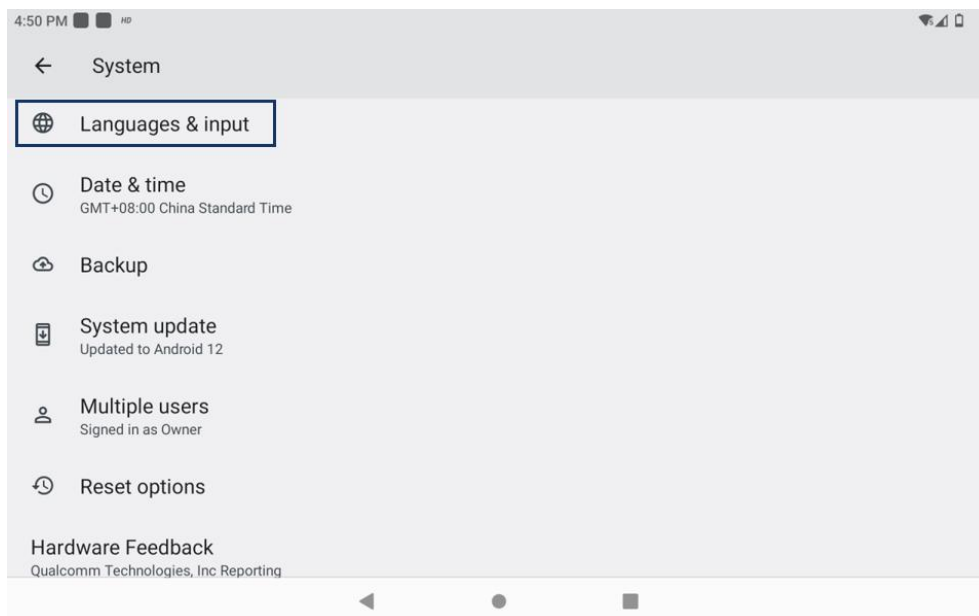 4:50 PM HD
System
Languages & input
Date & time
GMT+08:00 China Standard Time
Backup
System update
Updated to Android 12
Multiple users
Signed in as Owner
Reset options
Hardware Feedback
Qualcomm Technologies, Inc Reporting